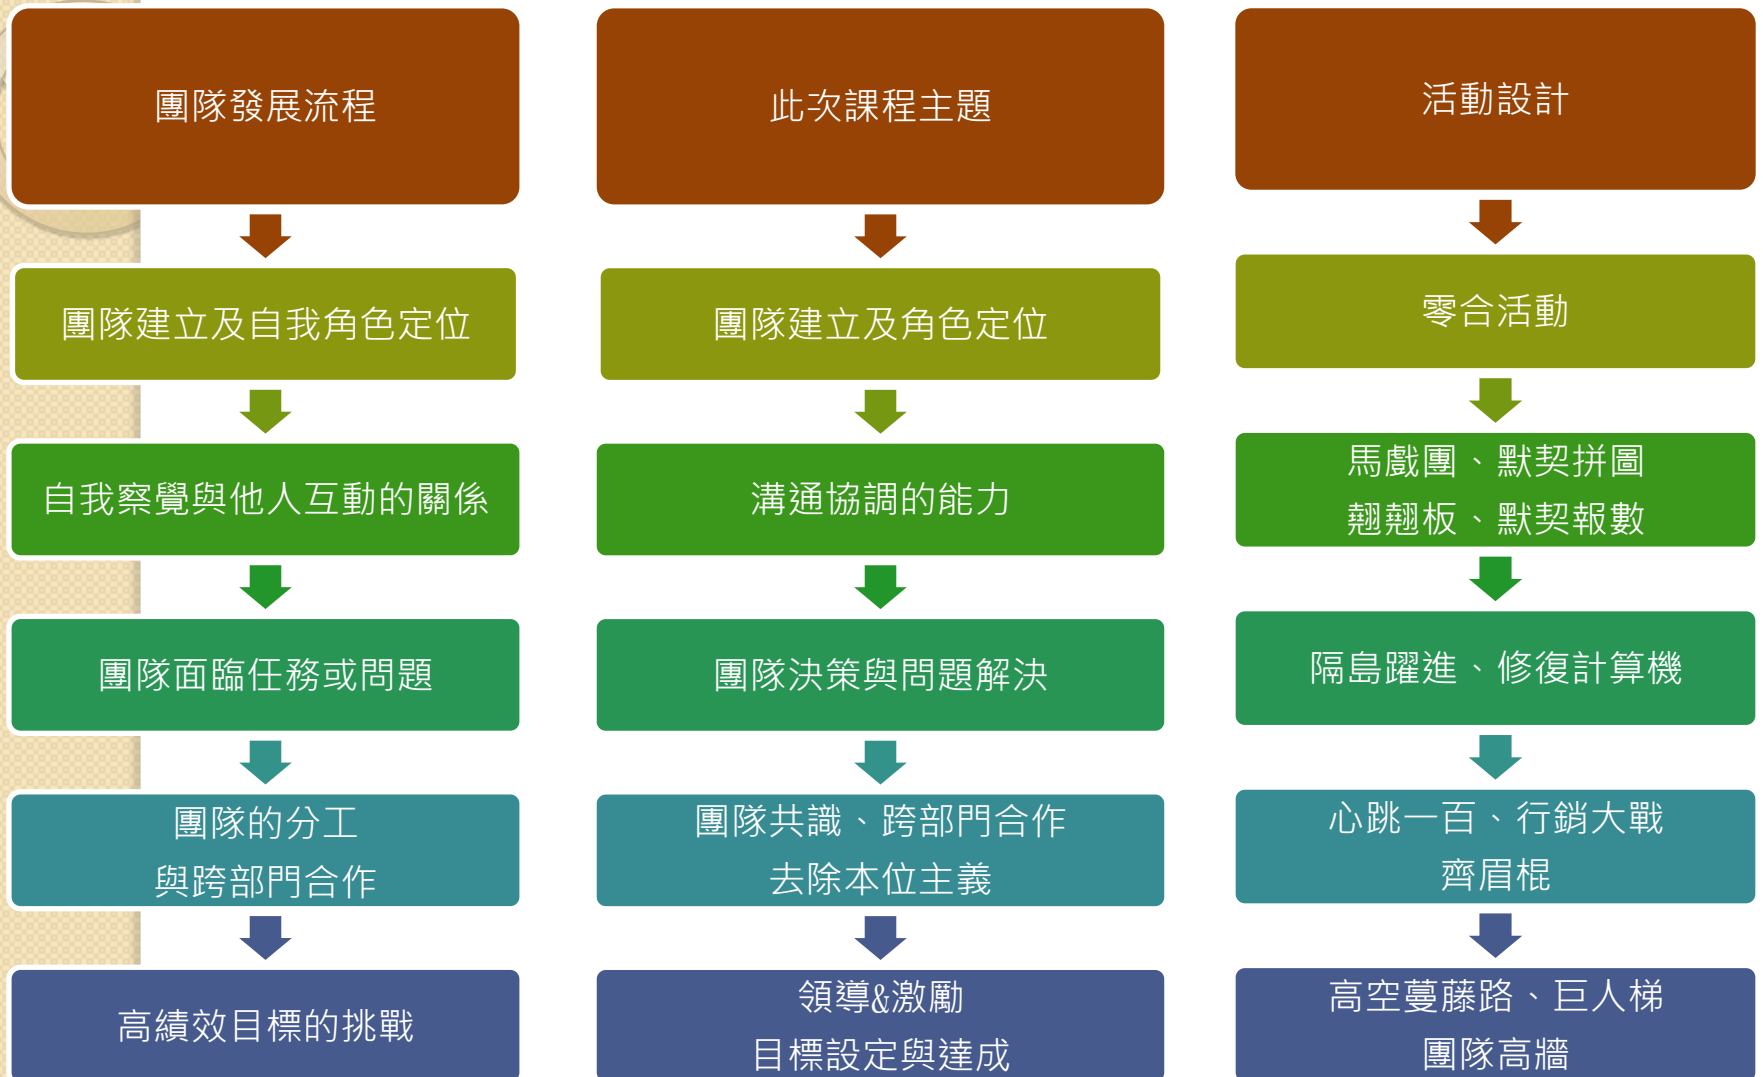 團隊發展流程
團隊建立及自我角色定位
自我察覺與他人互動的關係
團隊面臨任務或問題
團隊的分工
與跨部門合作
高績效目標的挑戰
此次課程主題
團隊建立及角色定位
溝通協調的能力
團隊決策與問題解決
團隊共識、跨部門合作
去除本位主義
領導&激勵
目標設定與達成
活動設計
零合活動
馬戲團、默契拼圖
翹翹板、默契報數
隔島躍進、修復計算機
心跳一百、行銷大戰
齊眉棍
高空蔓藤路、巨人梯
團隊高牆